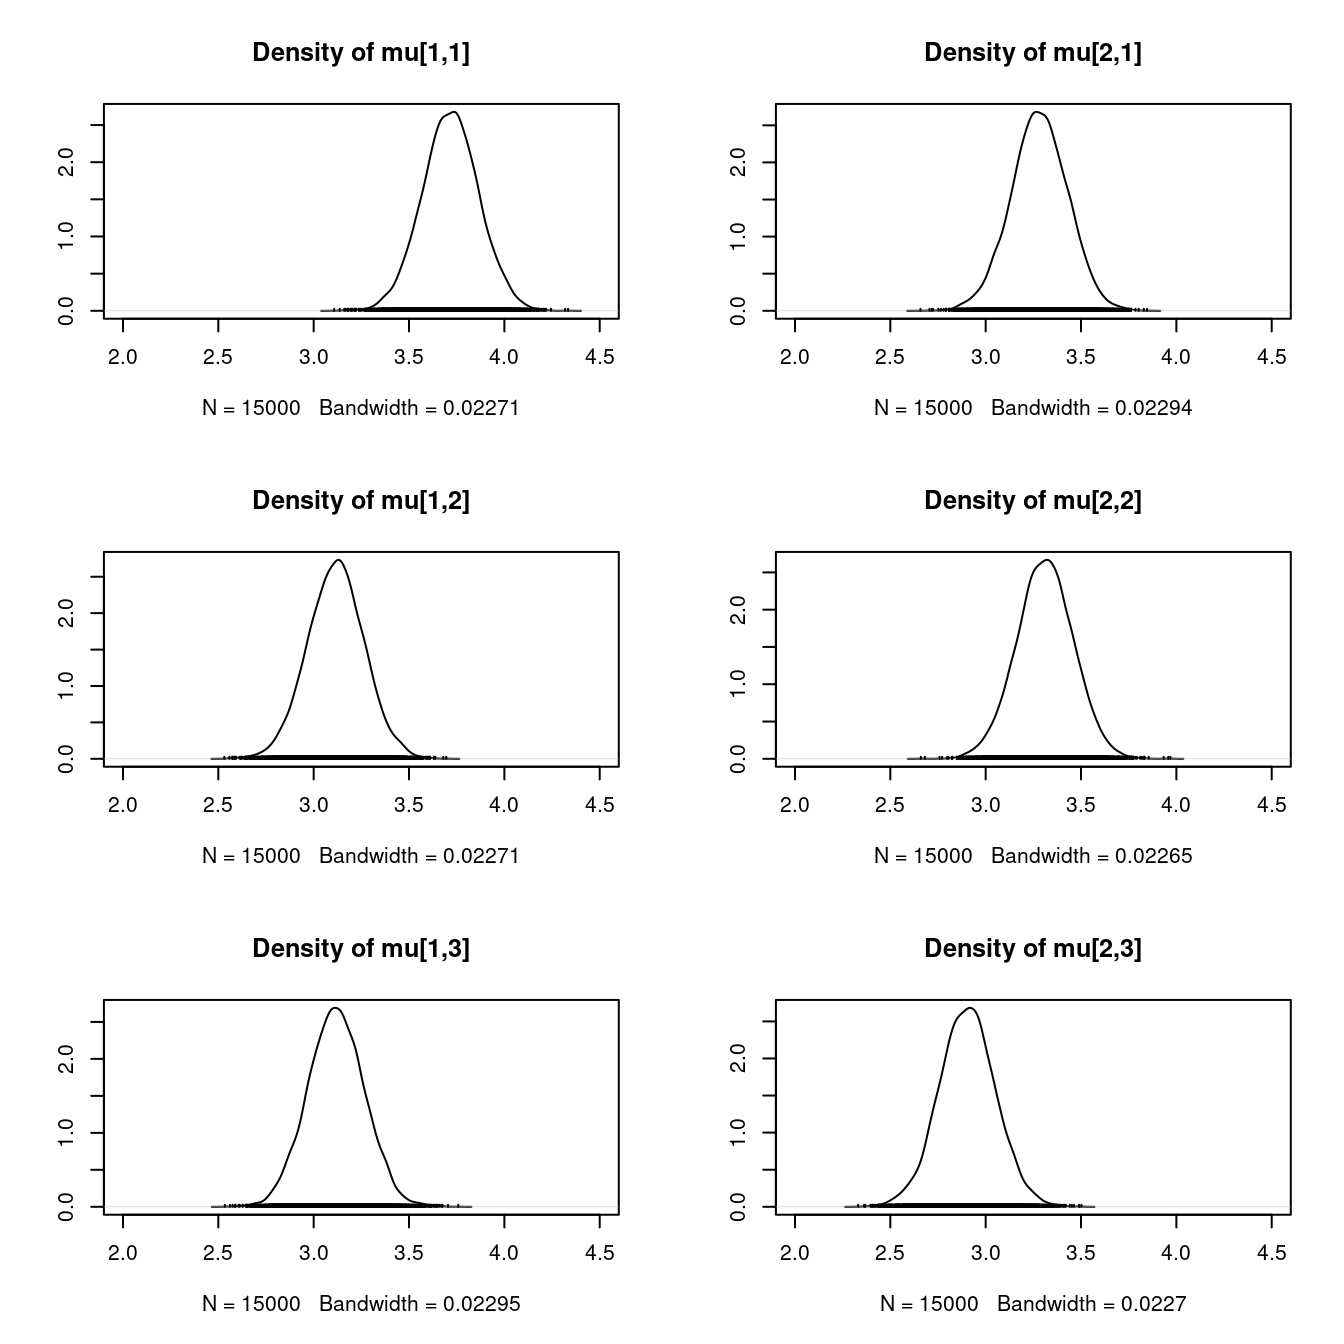 Density of mu[1,1]
0.0 1.0 2.0
2.0 2.5 3.0 3.5 4.0 4.5
N = 15000 Bandwidth = 0.02271
Density of mu[2,1]
0.0 1.0 2.0
2.0 2.5 3.0 3.5 4.0 4.5
N = 15000 Bandwidth = 0.02294
Density of mu[1,2]
0.0 1.0 2.0
2.0 2.5 3.0 3.5 4.0 4.5
N = 15000 Bandwidth = 0.02271
Density of mu[2,2]
0.0 1.0 2.0
2.0 2.5 3.0 3.5 4.0 4.5
N = 15000 Bandwidth = 0.02265
Density of mu[1,3]
0.0 1.0 2.0
2.0 2.5 3.0 3.5 4.0 4.5
N = 15000 Bandwidth = 0.02295
Density of mu[2,3]
0.0 1.0 2.0
2.0 2.5 3.0 3.5 4.0 4.5
N = 15000 Bandwidth = 0.0227